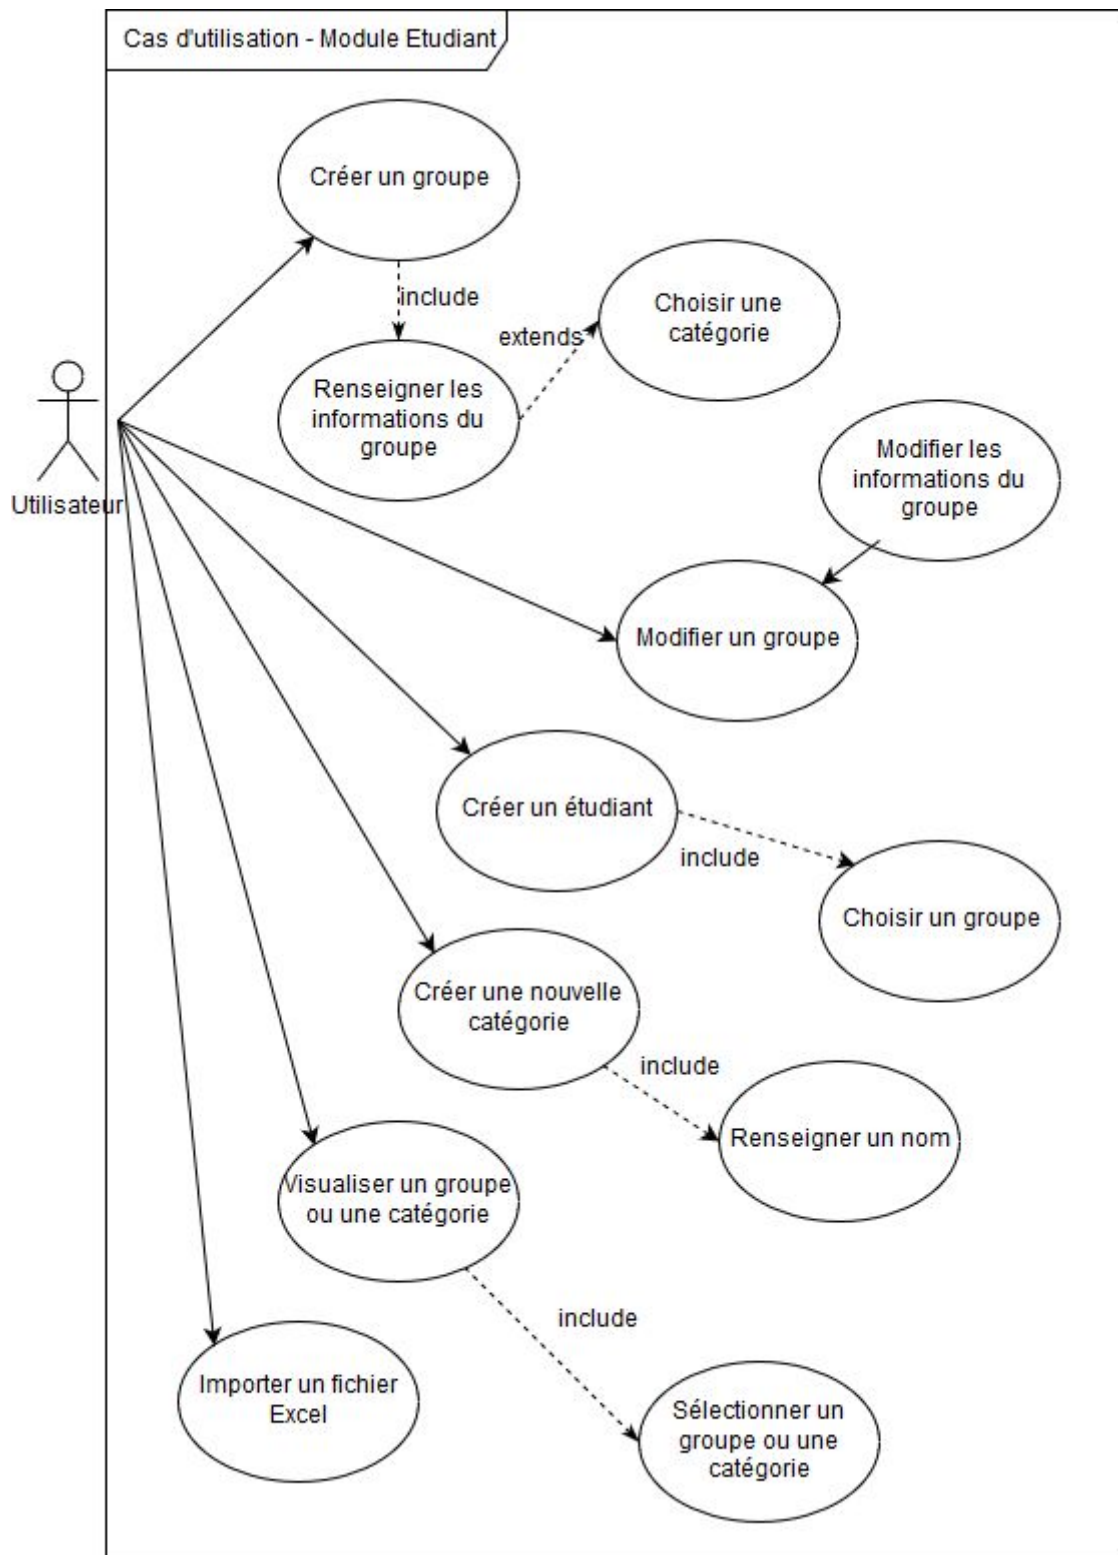 Cas d'utilisation - Module Etudiant
Créer un groupe
include
Choisir une
catégorie
extends
Renseigner les
informations du
groupe
Modifier les
informations du
groupe
Utilisateur
Modifier un groupe
Créer un étudiant
include
Choisir un groupe
Créer une nouvelle
catégorie
include
Renseigner un nom
Visualiser un groupe
ou une catégorie
include
Importer un fichier
Excel
Sélectionner un
groupe ou une
catégorie